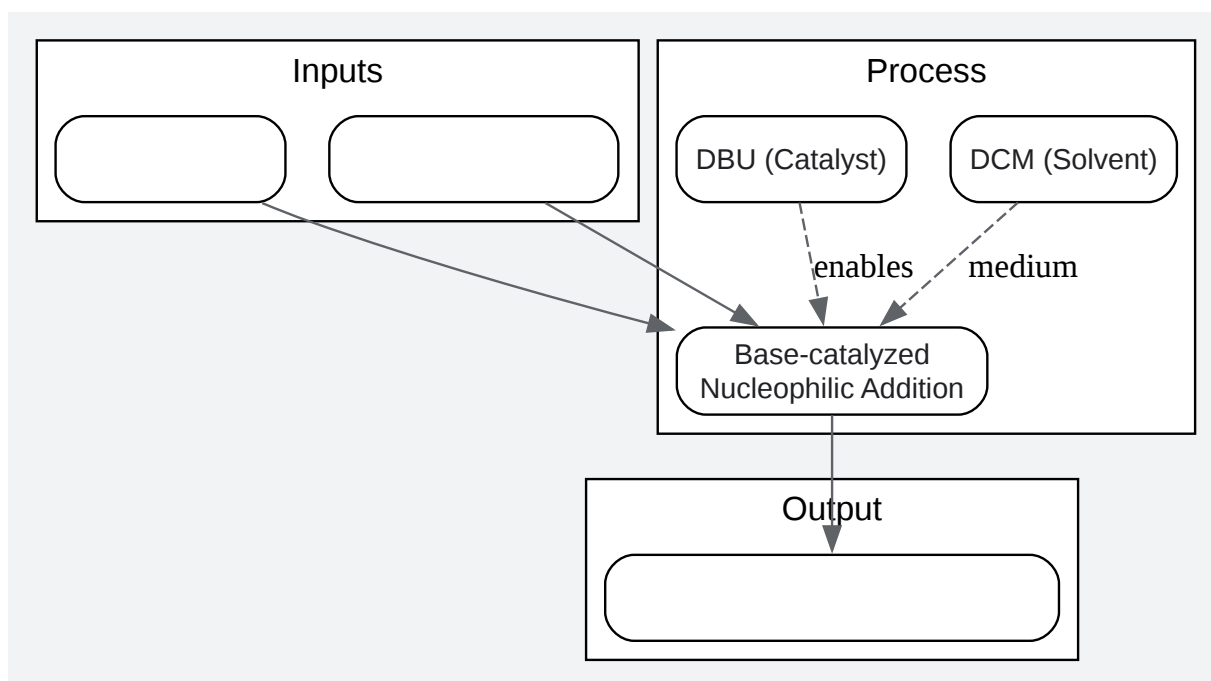 Inputs
Process
DBU (Catalyst)
DCM (Solvent)
enables
medium
Base-catalyzed
Nucleophilic Addition
Output